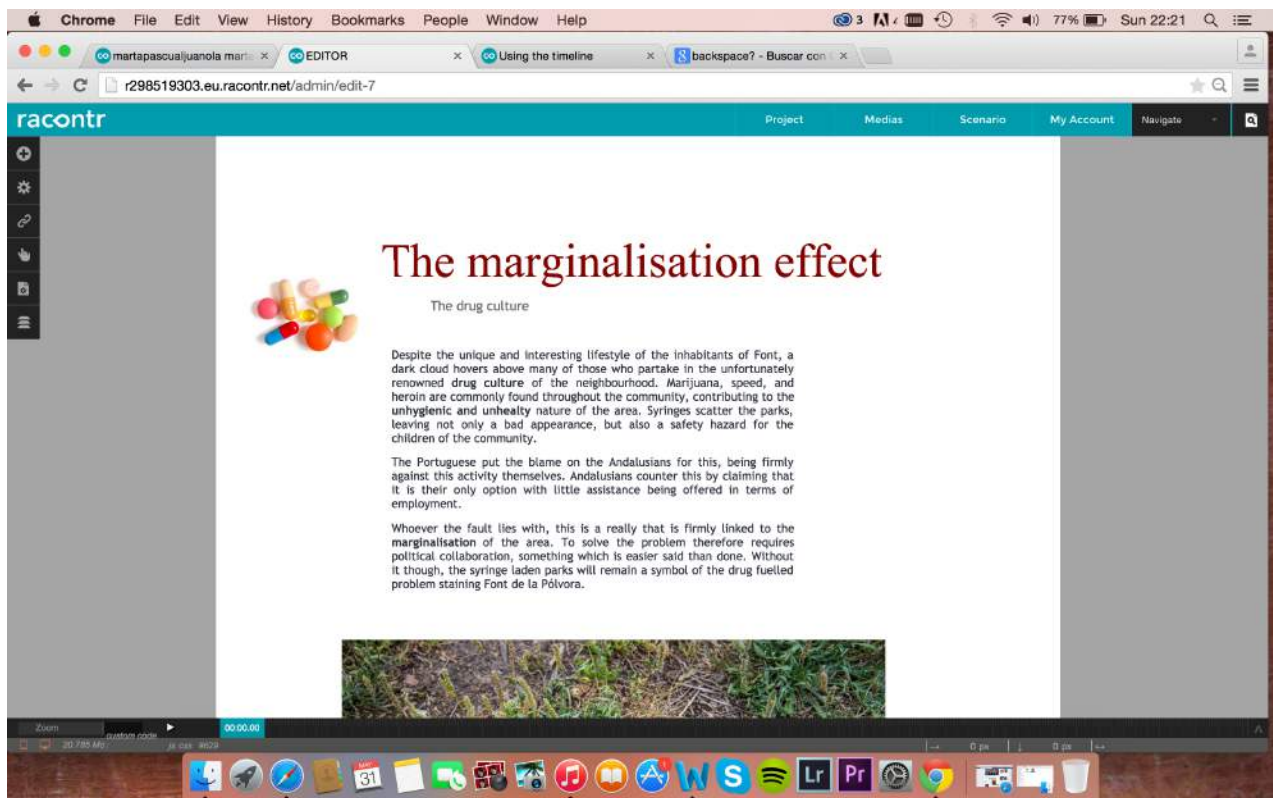 Chrome File Edit View History Bookmarks People Window Help 3 77% Sun 22:21
martapascualjuanola marta EDITOR Using the timeline backspace? - Buscar con
r298519303.eu.racontr.net/admin/edit-7
racontr Project Medias Scenario My Account Navigate
The marginalisation effect
The drug culture
Despite the unique and interesting lifestyle of the inhabitants of Font, a
dark cloud hovers above many of those who partake in the unfortunately
renowned drug culture of the neighbourhood. Marijuana, speed, and
heroin are commonly found throughout the community, contributing to the
unhygienic and unhealty nature of the area. Syringes scatter the parks,
leaving not only a bad appearance, but also a safety hazard for the
children of the community.
The Portuguese put the blame on the Andalusians for this, being firmly
against this activity themselves. Andalusians counter this by claiming that
it is their only option with little assistance being offered in terms of
employment.
Whoever the fault lies with, this is a really that is firmly linked to the
marginalisation of the area. To solve the problem therefore requires
political collaboration, something which is easier said than done. Without
it though, the syringe laden parks will remain a symbol of the drug fuelled
problem staining Font de la Pólvora.
Zoom custom code 00:00.00
js css 0 px 0 px
31 W S Lr Pr